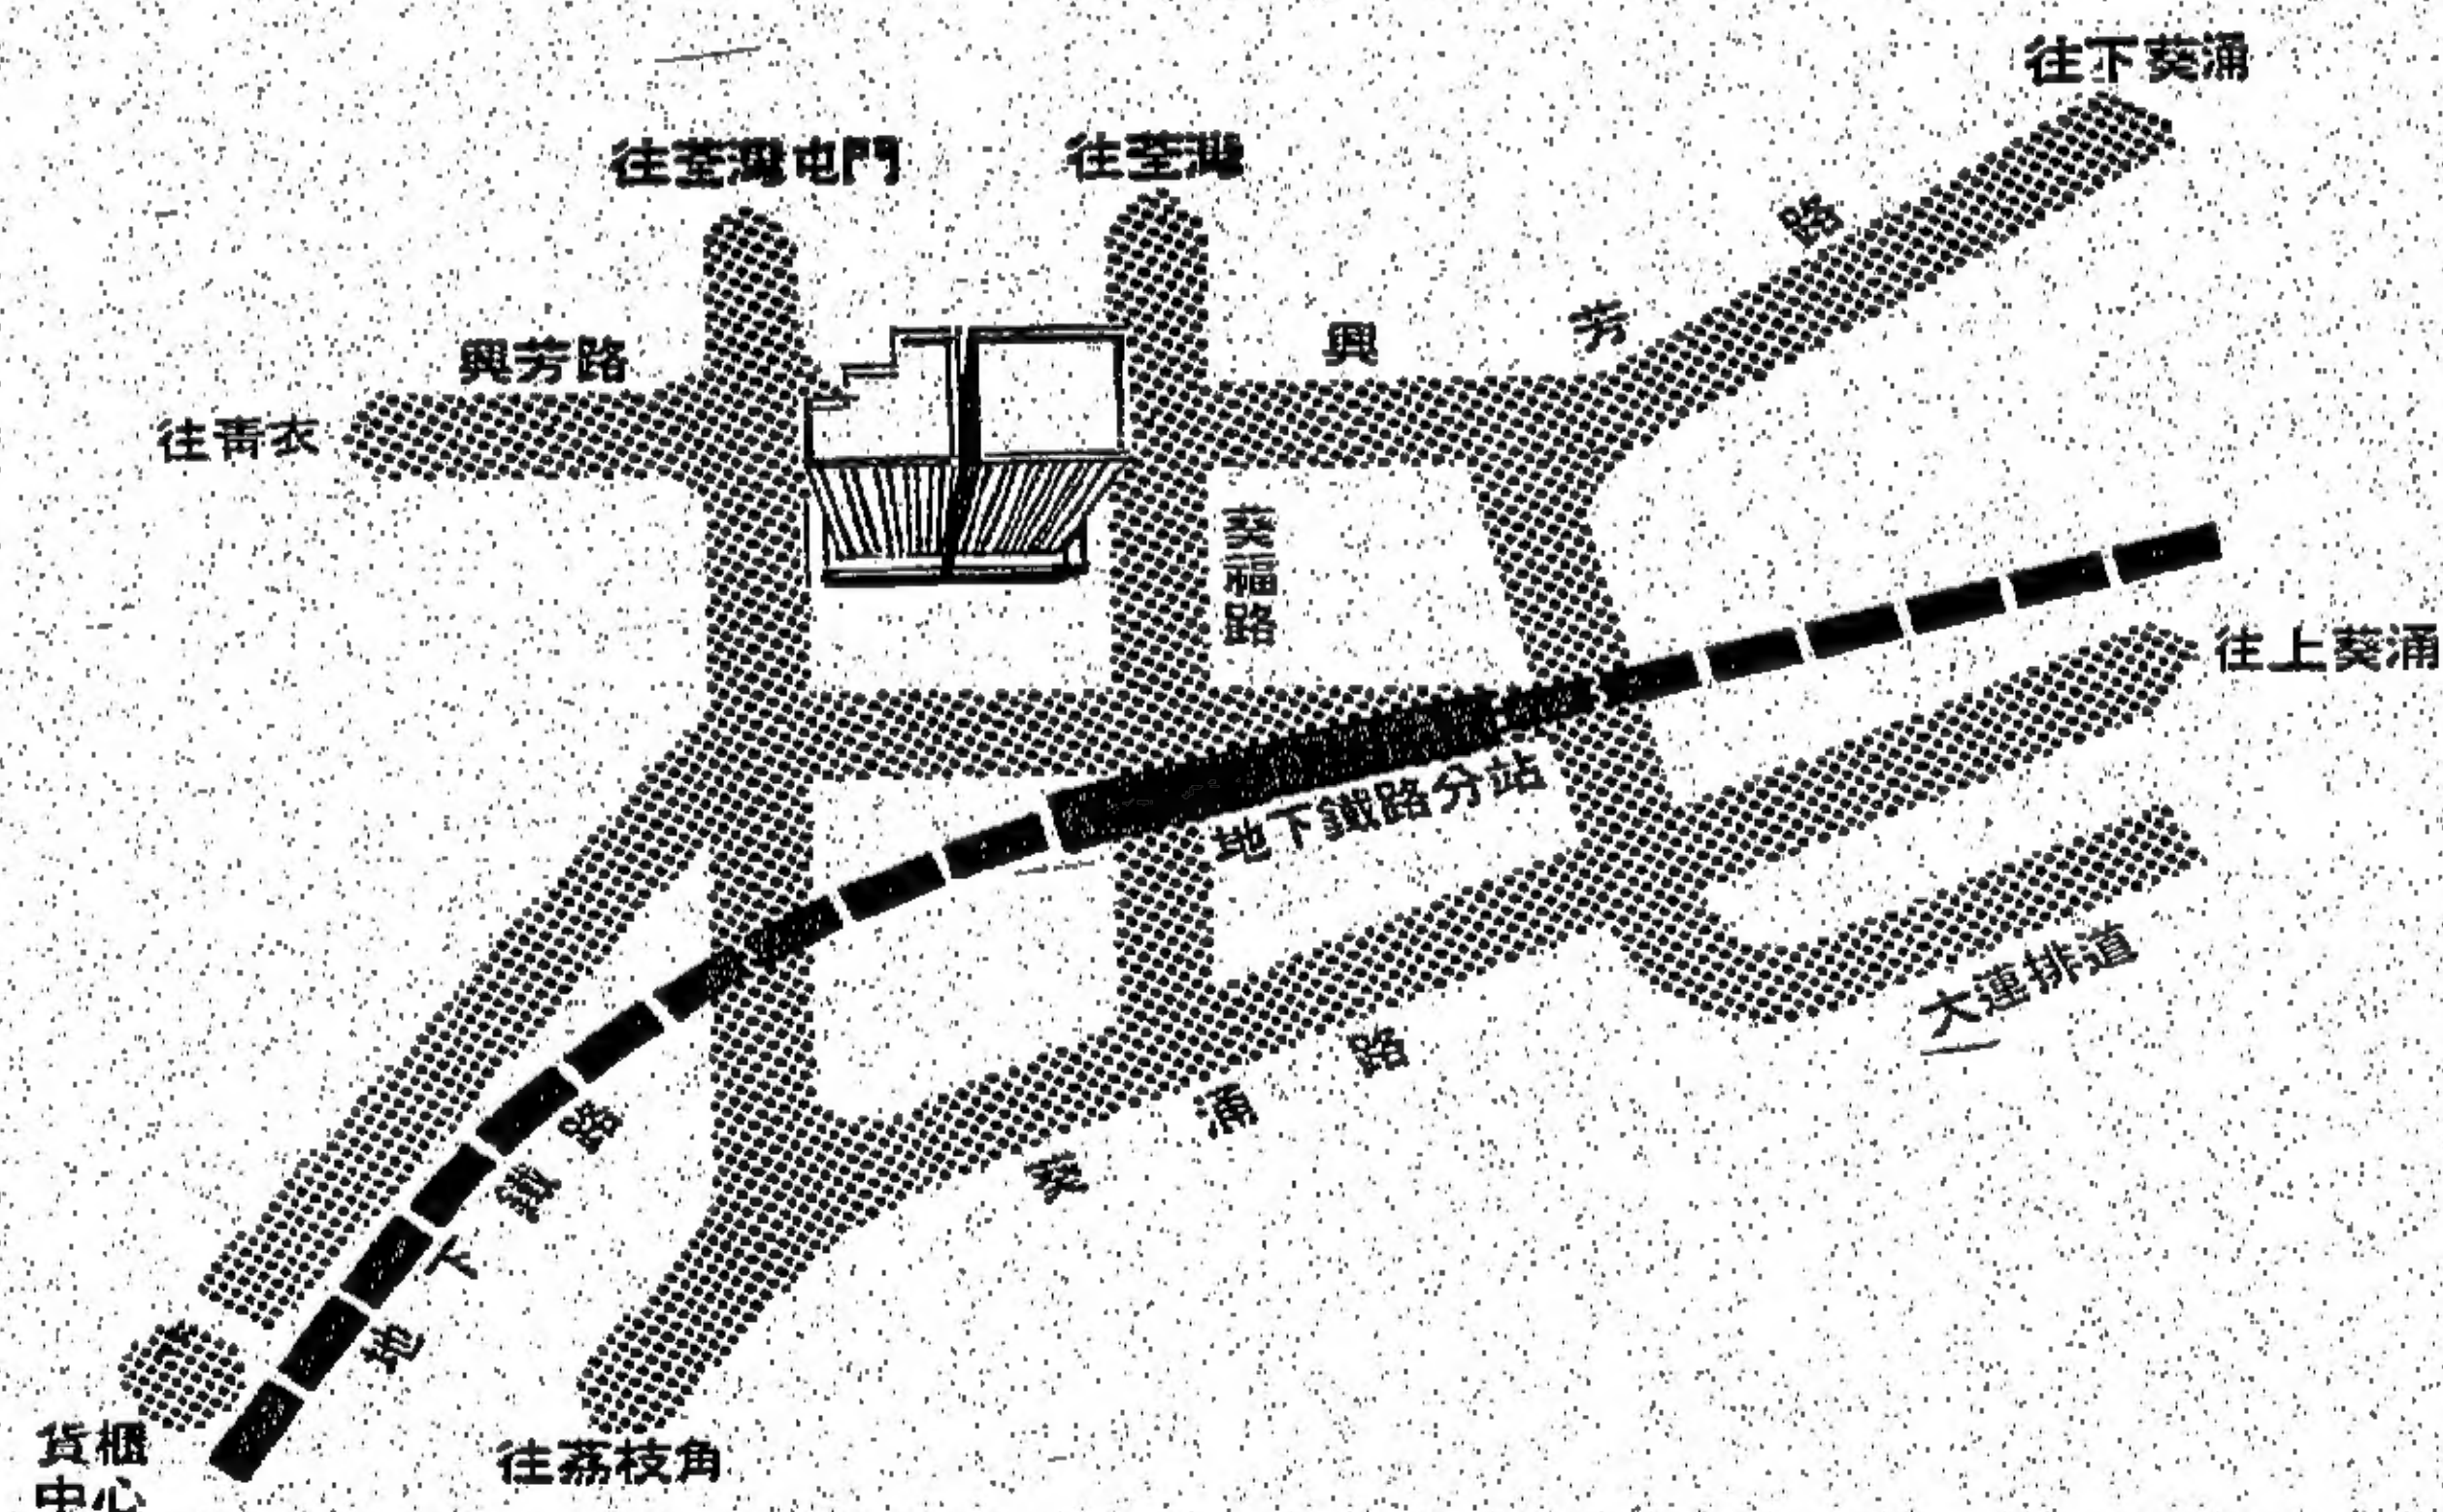 往下葵涌
往荃灣屯門
往荃灣
興芳路
興芳路
往青衣
葵福路
往上葵涌
地下鐵路分站
大連排道
葵涌路
地下鐵路
貨櫃
中心
往荔枝角